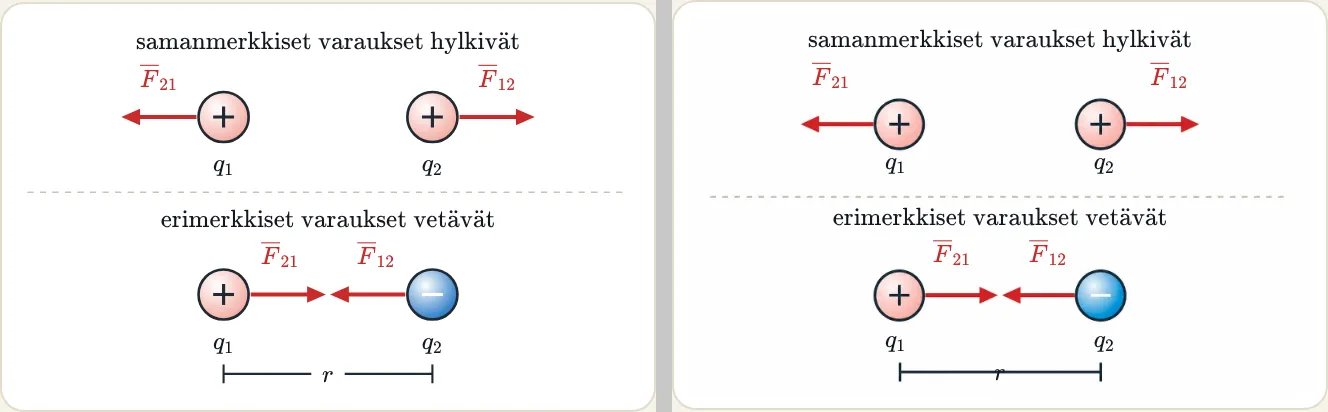 samanmerkkiset varaukset hylkivät
F̅₂₁ F̅₁₂
+ +
q₁ q₂
erimerkkiset varaukset vetävät
F̅₂₁ F̅₁₂
+ −
q₁ q₂
r
samanmerkkiset varaukset hylkivät
F̅₂₁ F̅₁₂
+ +
q₁ q₂
erimerkkiset varaukset vetävät
F̅₂₁ F̅₁₂
+ −
q₁ q₂
r